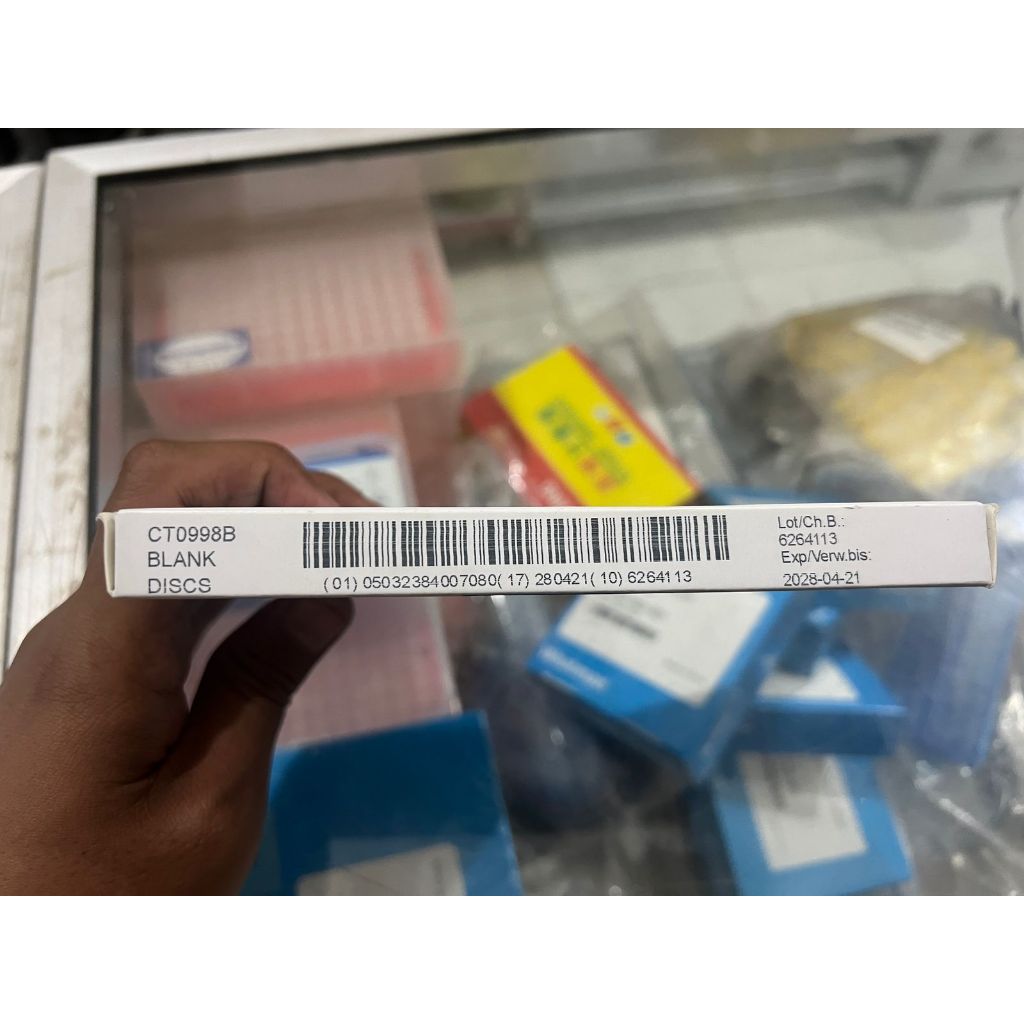 CT0998B
BLANK
DISCS
(01) 05032384007080(17) 280421(10) 6264113
Lot/Ch.B.:
6264113
Exp/Verw.bis:
2028-04-21